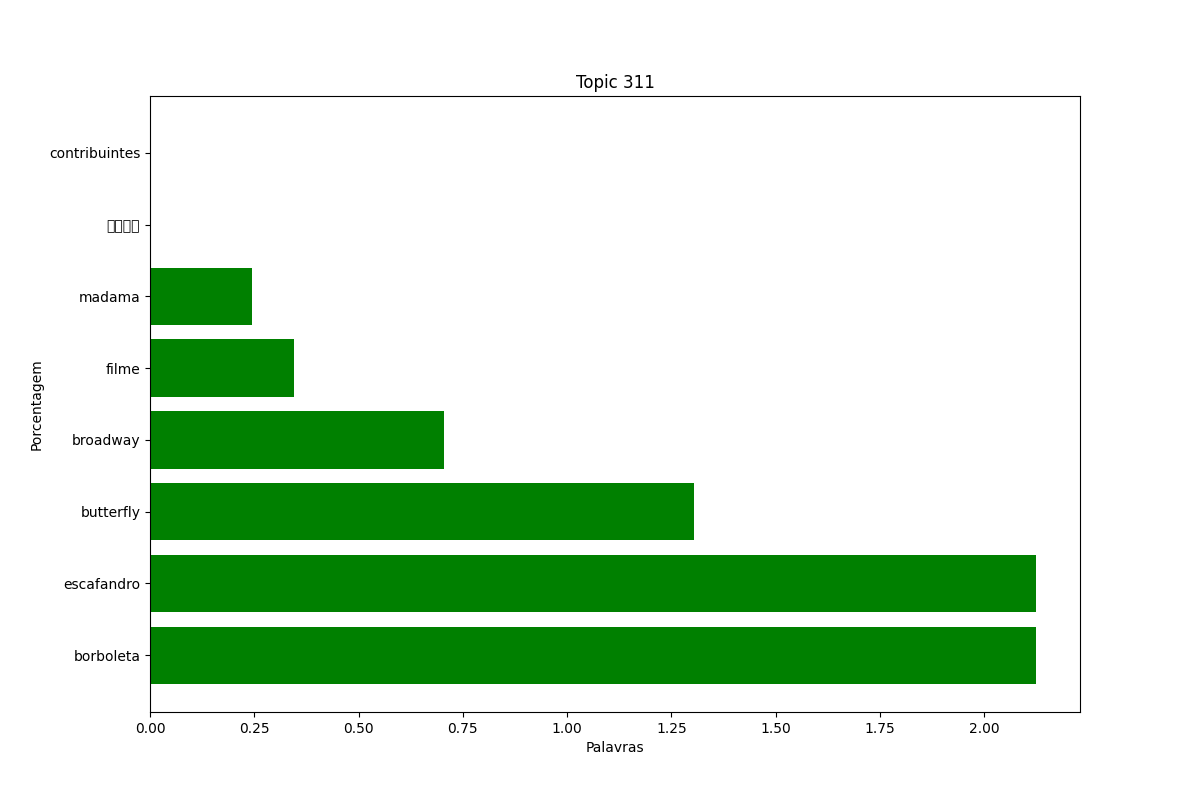 Topic 311
contribuintes
madama
filme
broadway
butterfly
escafandro
borboleta
Porcentagem
0.00 0.25 0.50 0.75 1.00 1.25 1.50 1.75 2.00
Palavras